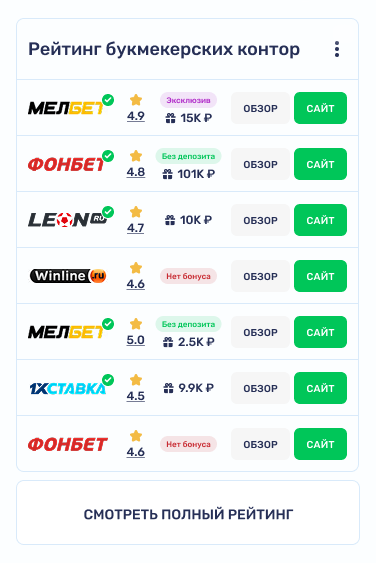 Рейтинг букмекерских контор
МЕЛБЕТ 4.9 Эксклюзив 15K ₽ ОБЗОР САЙТ
ФОНБЕТ 4.8 Без депозита 101K ₽ ОБЗОР САЙТ
LEON RU 4.7 10K ₽ ОБЗОР САЙТ
Winline.ru 4.6 Нет бонуса ОБЗОР САЙТ
МЕЛБЕТ 5.0 Без депозита 2.5K ₽ ОБЗОР САЙТ
1XСТАВКА 4.5 9.9K ₽ ОБЗОР САЙТ
ФОНБЕТ 4.6 Нет бонуса ОБЗОР САЙТ
СМОТРЕТЬ ПОЛНЫЙ РЕЙТИНГ